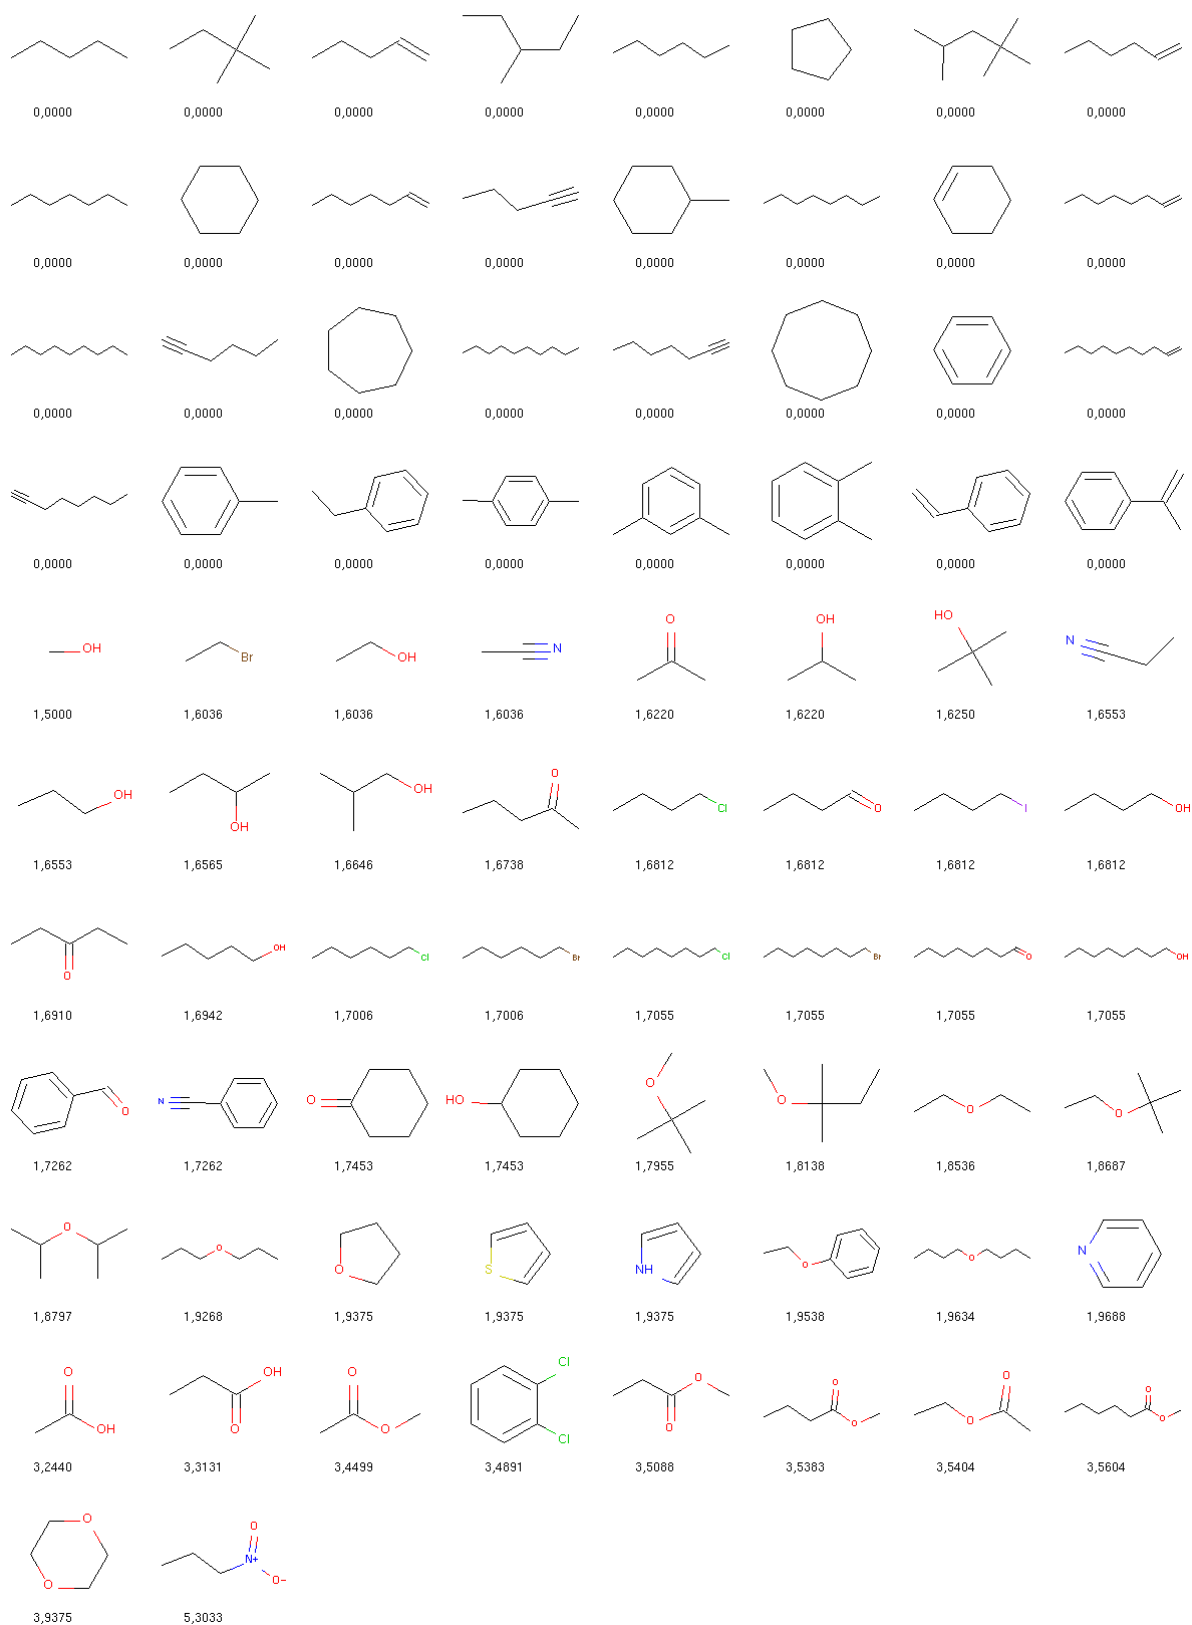 0,0000 0,0000 0,0000 0,0000 0,0000 0,0000 0,0000 0,0000
0,0000 0,0000 0,0000 0,0000 0,0000 0,0000 0,0000 0,0000
0,0000 0,0000 0,0000 0,0000 0,0000 0,0000 0,0000 0,0000
0,0000 0,0000 0,0000 0,0000 0,0000 0,0000 0,0000 0,0000
OH Br OH N O OH HO N
1,5000 1,6036 1,6036 1,6036 1,6220 1,6220 1,6250 1,6553
OH OH OH O Cl O I OH
1,6553 1,6565 1,6646 1,6738 1,6812 1,6812 1,6812 1,6812
O OH Cl Br Cl Br O OH
1,6910 1,6942 1,7006 1,7006 1,7055 1,7055 1,7055 1,7055
O N O HO O O O O
1,7262 1,7262 1,7453 1,7453 1,7955 1,8138 1,8536 1,8687
O O O S NH O O N
1,8797 1,9268 1,9375 1,9375 1,9375 1,9538 1,9634 1,9688
O OH O OH O O Cl Cl O O O O O O O O
3,2440 3,3131 3,4499 3,4891 3,5088 3,5383 3,5404 3,5604
O O O N+ O-
3,9375 5,3033